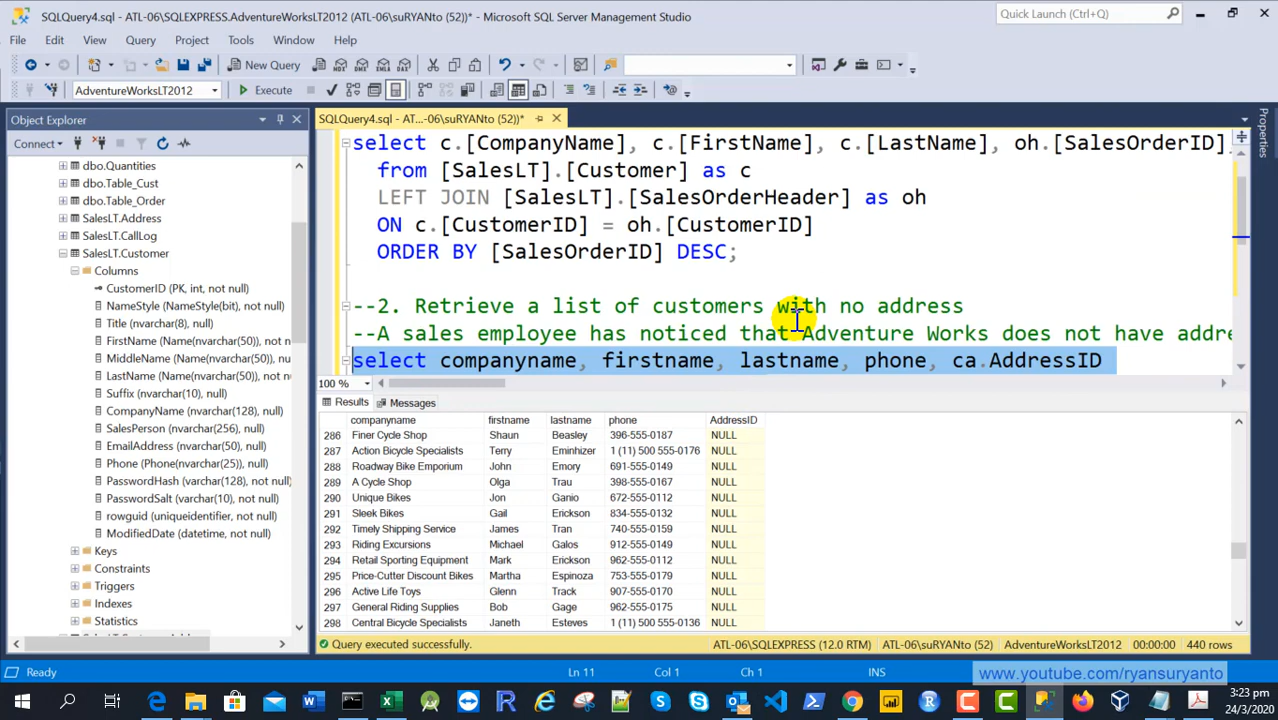 SQLQuery4.sql - ATL-06\SQLEXPRESS.AdventureWorksLT2012 (ATL-06\suRYANto (52))* - Microsoft SQL Server Management Studio
Quick Launch (Ctrl+Q)
File Edit View Query Project Tools Window Help
New Query
AdventureWorksLT2012 Execute
Object Explorer
Connect
dbo.Quantities
dbo.Table_Cust
dbo.Table_Order
SalesLT.Address
SalesLT.CallLog
SalesLT.Customer
Columns
CustomerID (PK, int, not null)
NameStyle (NameStyle(bit), not null)
Title (nvarchar(8), null)
FirstName (Name(nvarchar(50)), not null)
MiddleName (Name(nvarchar(50)), null)
LastName (Name(nvarchar(50)), not null)
Suffix (nvarchar(10), null)
CompanyName (nvarchar(128), null)
SalesPerson (nvarchar(256), null)
EmailAddress (nvarchar(50), null)
Phone (Phone(nvarchar(25)), null)
PasswordHash (varchar(128), not null)
PasswordSalt (varchar(10), not null)
rowguid (uniqueidentifier, not null)
ModifiedDate (datetime, not null)
Keys
Constraints
Triggers
Indexes
Statistics
SQLQuery4.sql - AT...-06\suRYANto (52))*
Properties
select c.[CompanyName], c.[FirstName], c.[LastName], oh.[SalesOrderID]
from [SalesLT].[Customer] as c
LEFT JOIN [SalesLT].[SalesOrderHeader] as oh
ON c.[CustomerID] = oh.[CustomerID]
ORDER BY [SalesOrderID] DESC;
--2. Retrieve a list of customers with no address
--A sales employee has noticed that Adventure Works does not have addre
select companyname, firstname, lastname, phone, ca.AddressID
100 %
Results Messages
companyname firstname lastname phone AddressID
286 Finer Cycle Shop Shaun Beasley 396-555-0187 NULL
287 Action Bicycle Specialists Terry Eminhizer 1 (11) 500 555-0176 NULL
288 Roadway Bike Emporium John Emory 691-555-0149 NULL
289 A Cycle Shop Olga Trau 398-555-0167 NULL
290 Unique Bikes Jon Ganio 672-555-0112 NULL
291 Sleek Bikes Gail Erickson 834-555-0132 NULL
292 Timely Shipping Service James Tran 740-555-0159 NULL
293 Riding Excursions Michael Galos 912-555-0149 NULL
294 Retail Sporting Equipment Mark Erickson 962-555-0112 NULL
295 Price-Cutter Discount Bikes Martha Espinoza 753-555-0179 NULL
296 Active Life Toys Glenn Track 907-555-0170 NULL
297 General Riding Supplies Bob Gage 962-555-0175 NULL
298 Central Bicycle Specialists Janeth Esteves 1 (11) 500 555-0136 NULL
Query executed successfully. ATL-06\SQLEXPRESS (12.0 RTM) ATL-06\suRYANto (52) AdventureWorksLT2012 00:00:00 440 rows
Ready Ln 11 Col 1 Ch 1 INS
www.youtube.com/ryansuryanto
3:23 pm
24/3/2020